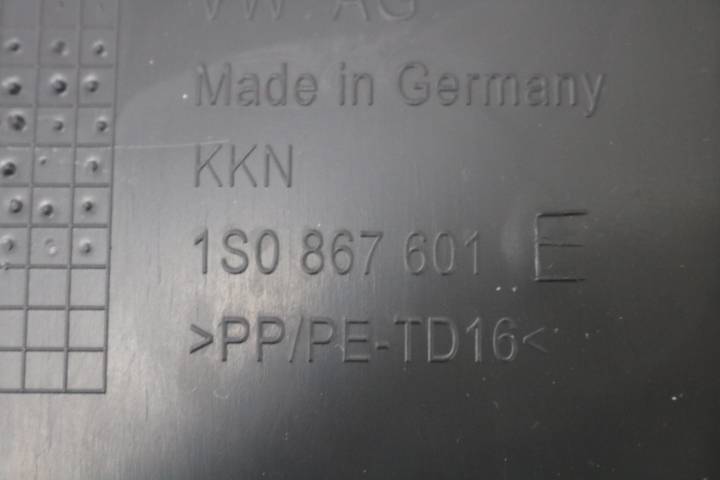 VW AG
Made in Germany
KKN
1S0 867 601 E
>PP/PE-TD16<